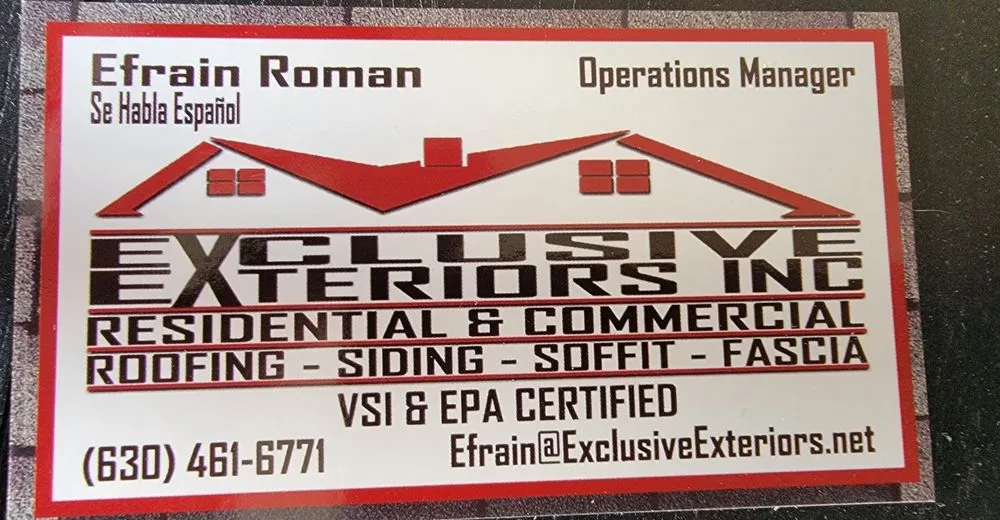 Efrain Roman
Operations Manager
Se Habla Español
EXCLUSIVE
EXTERIORS INC
RESIDENTIAL & COMMERCIAL
ROOFING - SIDING - SOFFIT - FASCIA
VSI & EPA CERTIFIED
(630) 461-6771
Efrain@ExclusiveExteriors.net